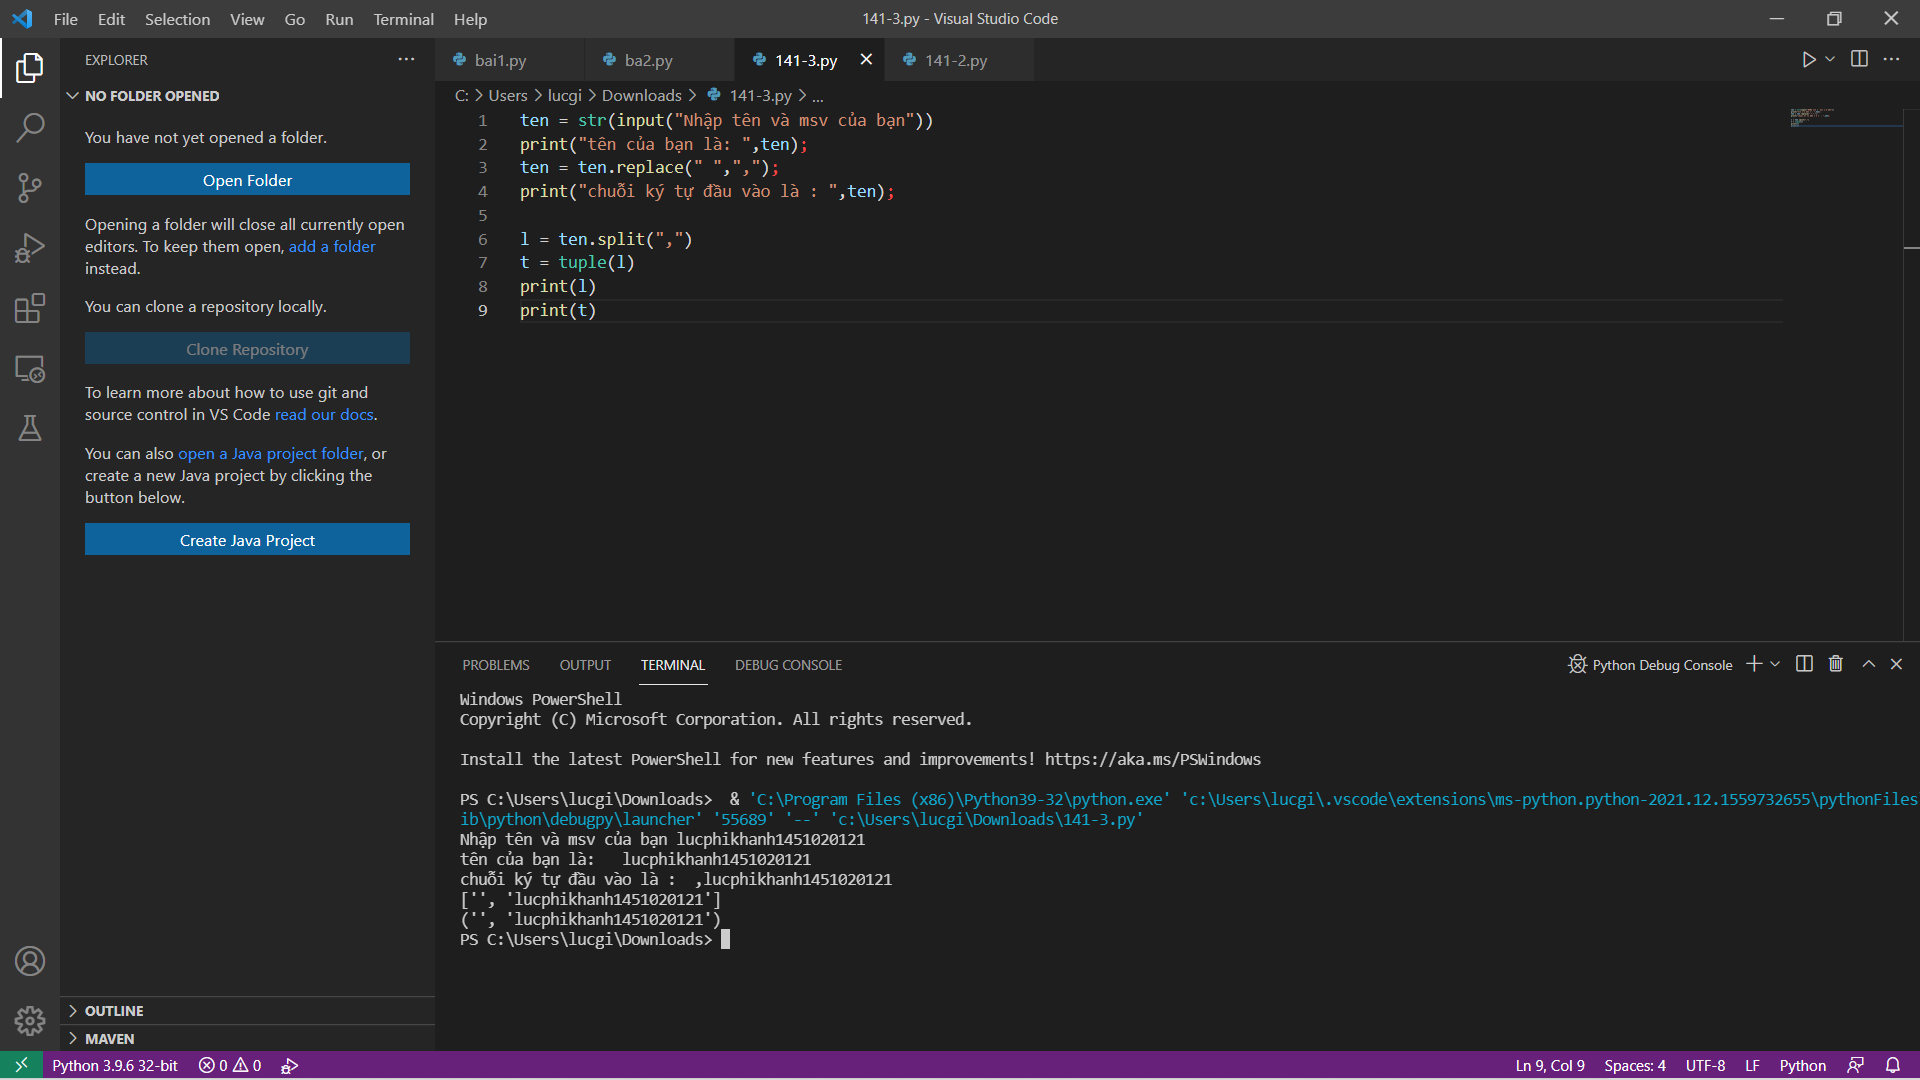 File Edit Selection View Go Run Terminal Help
141-3.py - Visual Studio Code
EXPLORER
NO FOLDER OPENED
You have not yet opened a folder.
Open Folder
Opening a folder will close all currently open
editors. To keep them open, add a folder
instead.
You can clone a repository locally.
Clone Repository
To learn more about how to use git and
source control in VS Code read our docs.
You can also open a Java project folder, or
create a new Java project by clicking the
button below.
Create Java Project
OUTLINE
MAVEN
bai1.py ba2.py 141-3.py 141-2.py
C: > Users > lucgi > Downloads > 141-3.py > ...
1 ten = str(input("Nhập tên và msv của bạn"))
2 print("tên của bạn là: ",ten);
3 ten = ten.replace(" ",",");
4 print("chuỗi ký tự đầu vào là : ",ten);
5
6 l = ten.split(",")
7 t = tuple(l)
8 print(l)
9 print(t)
PROBLEMS OUTPUT TERMINAL DEBUG CONSOLE
Python Debug Console
Windows PowerShell
Copyright (C) Microsoft Corporation. All rights reserved.
Install the latest PowerShell for new features and improvements! https://aka.ms/PSWindows
PS C:\Users\lucgi\Downloads>  & 'C:\Program Files (x86)\Python39-32\python.exe' 'c:\Users\lucgi\.vscode\extensions\ms-python.python-2021.12.1559732655\pythonFiles
ib\python\debugpy\launcher' '55689' '--' 'c:\Users\lucgi\Downloads\141-3.py'
Nhập tên và msv của bạn lucphikhanh1451020121
tên của bạn là:   lucphikhanh1451020121
chuỗi ký tự đầu vào là :  ,lucphikhanh1451020121
['', 'lucphikhanh1451020121']
('', 'lucphikhanh1451020121')
PS C:\Users\lucgi\Downloads>
Python 3.9.6 32-bit 0 0
Ln 9, Col 9 Spaces: 4 UTF-8 LF Python